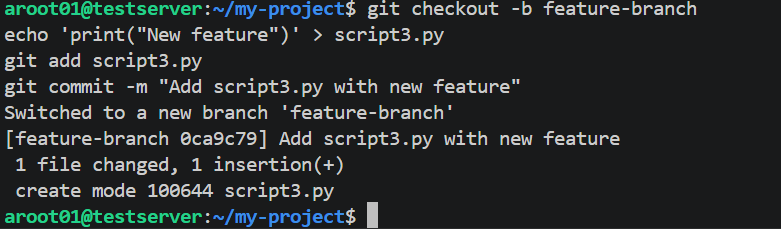 aroot01@testserver:~/my-project$ git checkout -b feature-branch
echo 'print("New feature")' > script3.py
git add script3.py
git commit -m "Add script3.py with new feature"
Switched to a new branch 'feature-branch'
[feature-branch 0ca9c79] Add script3.py with new feature
 1 file changed, 1 insertion(+)
 create mode 100644 script3.py
aroot01@testserver:~/my-project$